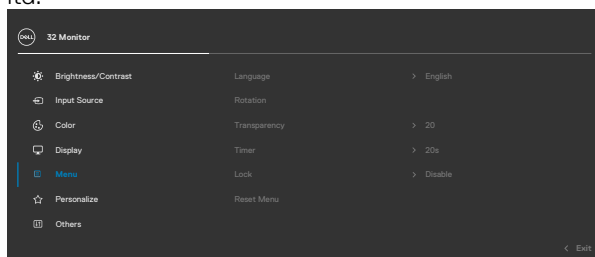 ltd.
DELL 32 Monitor
Brightness/Contrast Language > English
Input Source Rotation
Color Transparency > 20
Display Timer > 20s
Menu Lock > Disable
Personalize Reset Menu
Others
< Exit